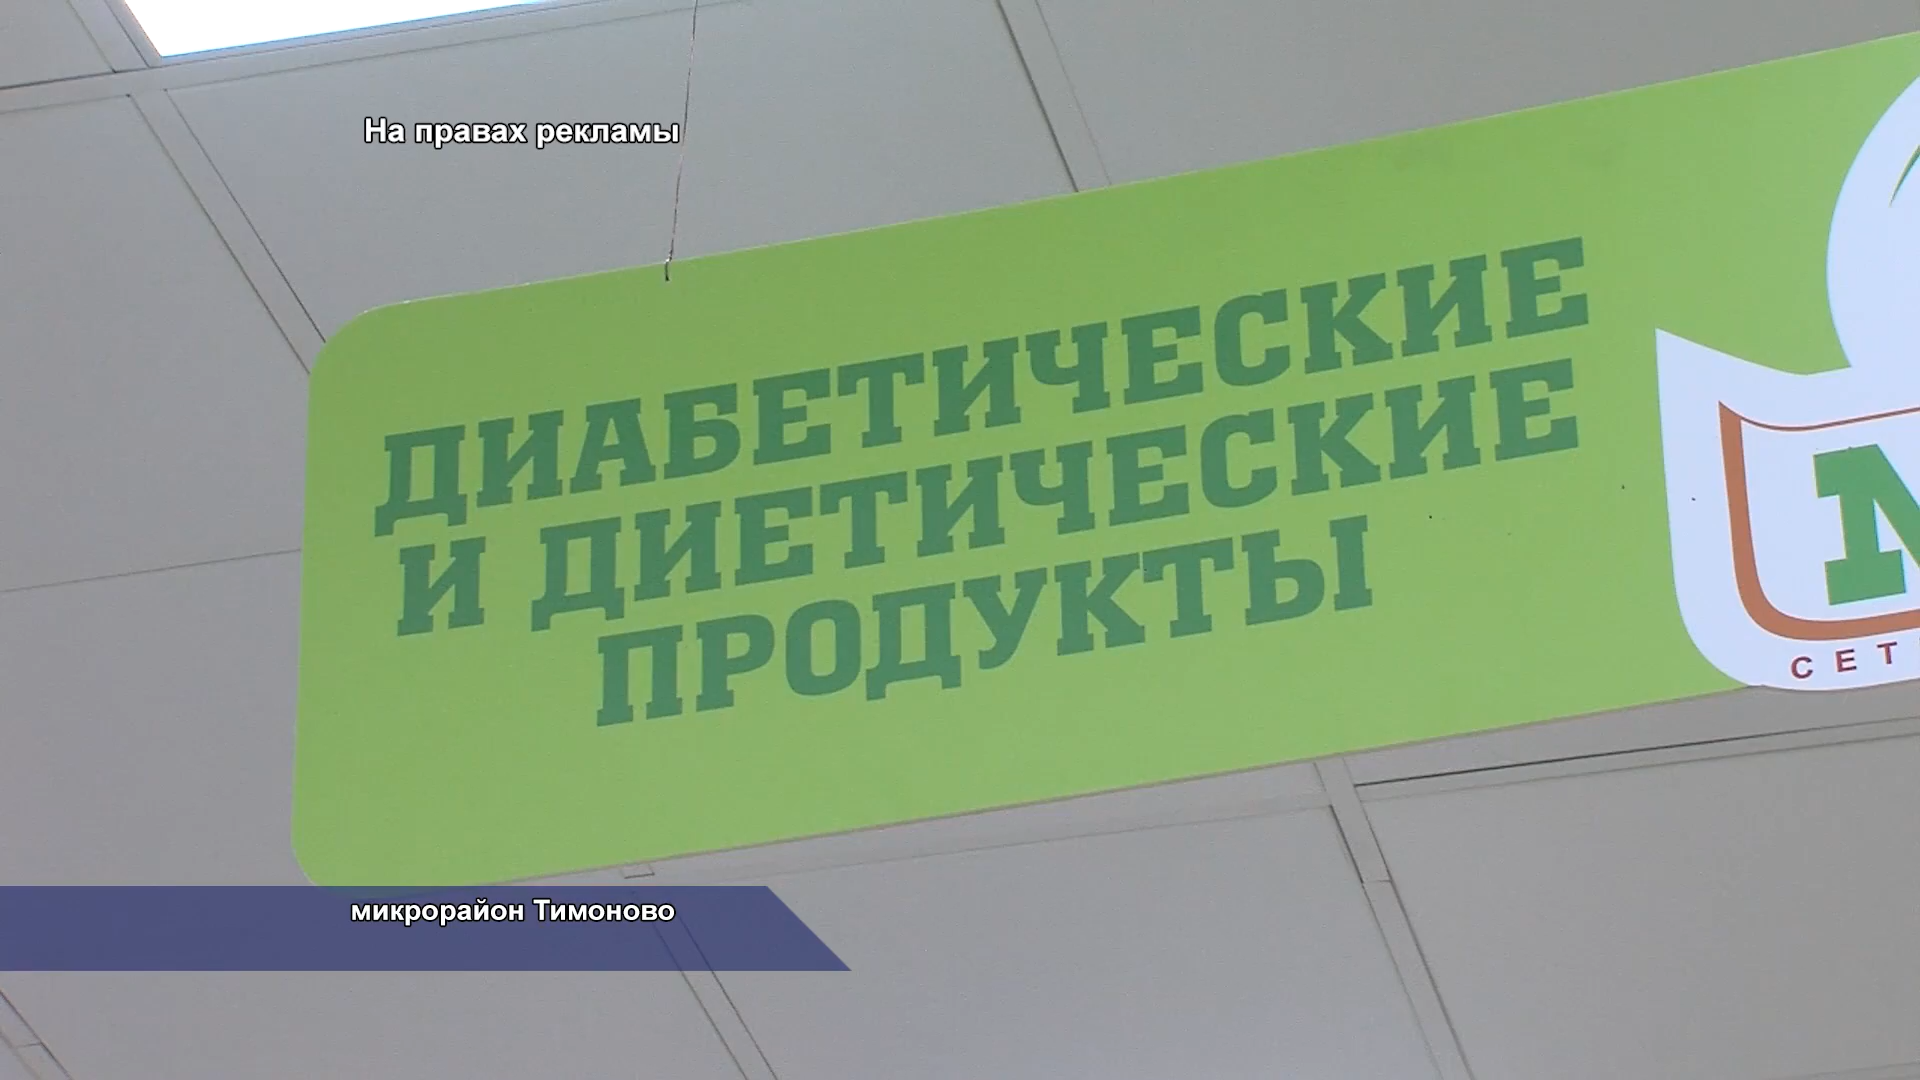 На правах рекламы
ДИАБЕТИЧЕСКИЕ
И ДИЕТИЧЕСКИЕ
ПРОДУКТЫ
микрорайон Тимоново